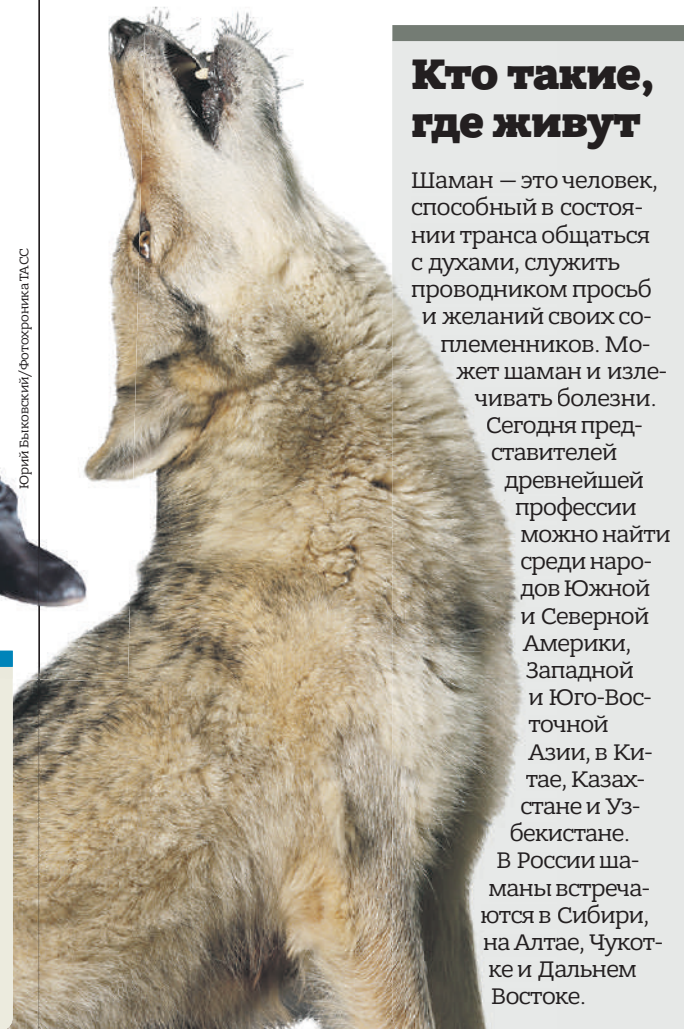 Юрий Быковский/Фотохроника ТАСС
Кто такие,
где живут
Шаман — это человек,
способный в состоя-
нии транса общаться
с духами, служить
проводником просьб
и желаний своих со-
племенников. Мо-
жет шаман и изле-
чивать болезни.
Сегодня пред-
ставителей
древнейшей
профессии
можно найти
среди наро-
дов Южной
и Северной
Америки,
Западной
и Юго-Вос-
точной
Азии, в Ки-
тае, Казах-
стане и Уз-
бекистане.
В России ша-
маны встреча-
ются в Сибири,
на Алтае, Чукот-
ке и Дальнем
Востоке.